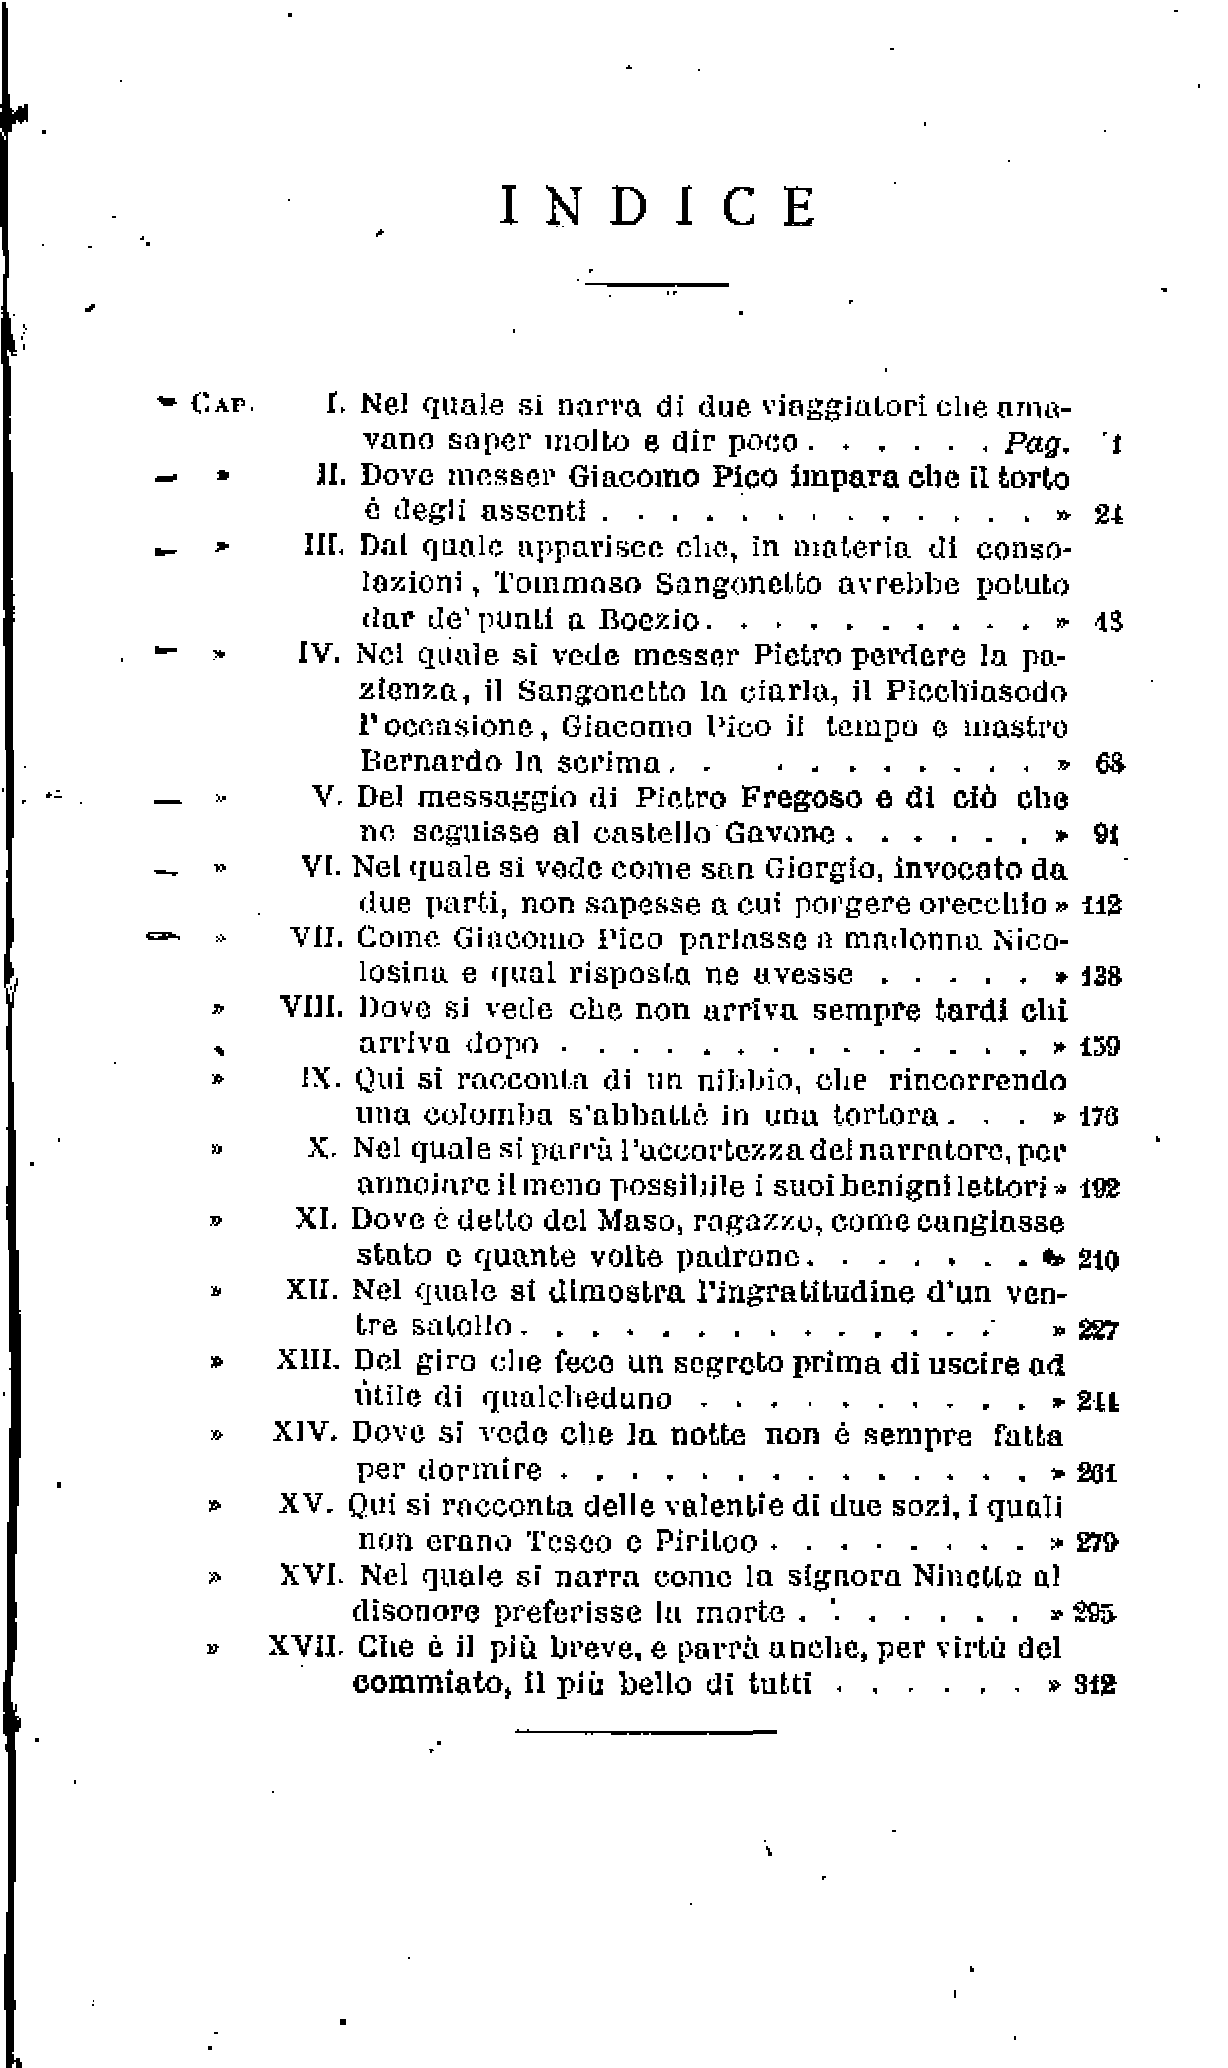 INDICE
CAP. I. Nel quale si narra di due viaggiatori che ama-
vano saper molto e dir poco . . . . . . Pag. 1
» II. Dove messer Giacomo Pico impara che il torto
è degli assenti . . . . . . . . . . . . . » 24
» III. Dal quale apparisce che, in materia di conso-
lazioni, Tommaso Sangonetto avrebbe potuto
dar de' punti a Boezio. . . . . . . . . . »
» IV. Nel quale si vede messer Pietro perdere la pa-
zienza, il Sangonetto la ciarla, il Picchiasodo
l'occasione, Giacomo Pico il tempo e mastro
Bernardo la scrima. . . . . . . . . . » 68
» V. Del messaggio di Pietro Fregoso e di ciò che
ne seguisse al castello Gavone . . . . . . » 91
» VI. Nel quale si vede come san Giorgio, invocato da
due parti, non sapesse a cui porgere orecchio » 112
» VII. Come Giacomo Pico parlasse a madonna Nico-
losina e qual risposta ne avesse . . . . . » 138
» VIII. Dove si vede che non arriva sempre tardi chi
arriva dopo . . . . . . . . . . . . . . » 159
» IX. Qui si racconta di un nibbio, che rincorrendo
una colomba s'abbattè in una tortora . . . » 176
» X. Nel quale si parrà l'accortezza del narratore, per
annoiare il meno possibile i suoi benigni lettori » 192
» XI. Dove è detto del Maso, ragazzo, come cangiasse
stato e quante volte padrone. . . . . . . » 210
» XII. Nel quale si dimostra l'ingratitudine d'un ven-
tre satollo . . . . . . . . . . . . . . » 227
» XIII. Del giro che fece un segreto prima di uscire ad
utile di qualcheduno . . . . . . . . . . » 244
» XIV. Dove si vede che la notte non è sempre fatta
per dormire . . . . . . . . . . . . . . » 261
» XV. Qui si racconta delle valentie di due sozi, i quali
non erano Teseo e Piritoo . . . . . . . . » 279
» XVI. Nel quale si narra come la signora Ninetta al
disonore preferisse la morte . . . . . . . » 295
» XVII. Che è il più breve, e parrà anche, per virtù del
commiato, il più bello di tutti . . . . . . » 312